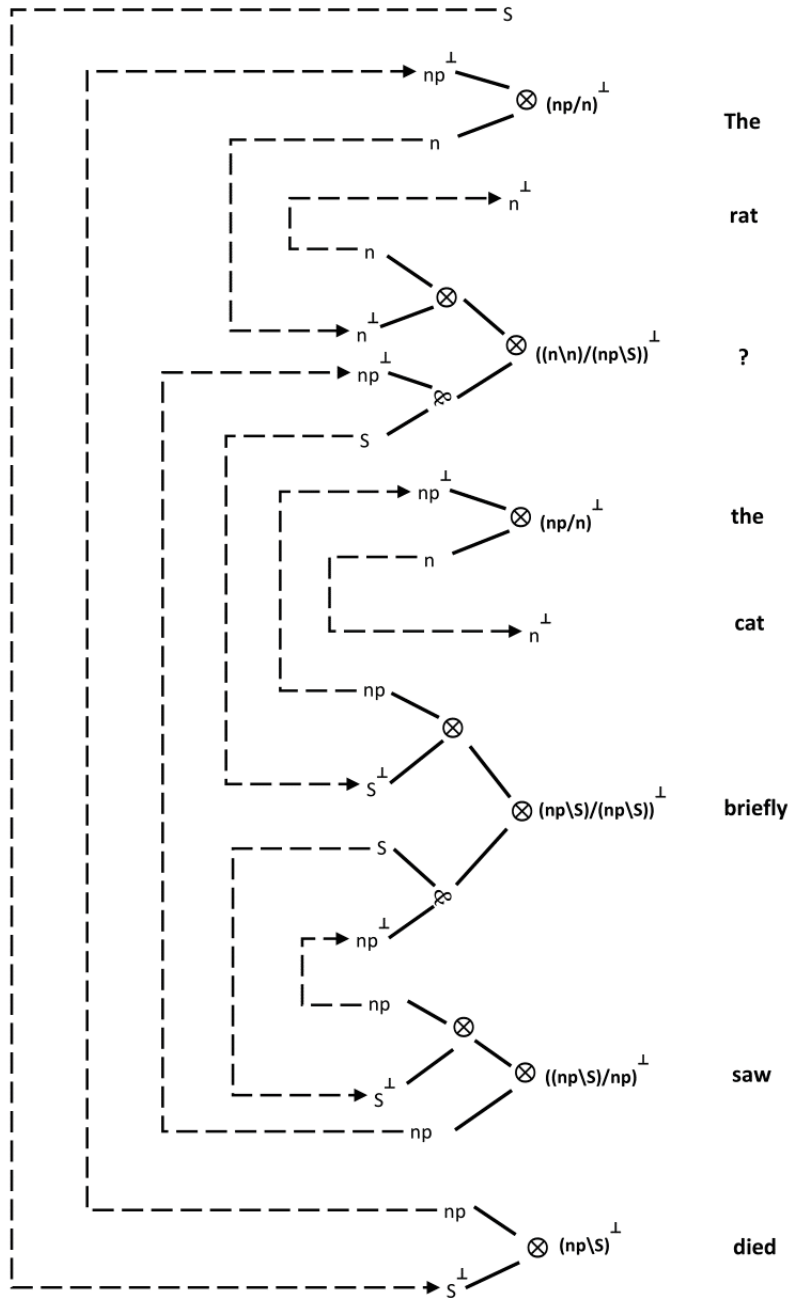 S
np⊥
⊗ (np/n)⊥
The
n
n⊥
rat
n
⊗
n⊥
⊗ ((n\n)/(np\S))⊥
?
np⊥
⅋
S
np⊥
⊗ (np/n)⊥
the
n
n⊥
cat
np
⊗
S⊥
⊗ (np\S)/(np\S))⊥
briefly
S
⅋
np⊥
np
⊗
⊗ ((np\S)/np)⊥
saw
S⊥
np
np
⊗ (np\S)⊥
died
S⊥